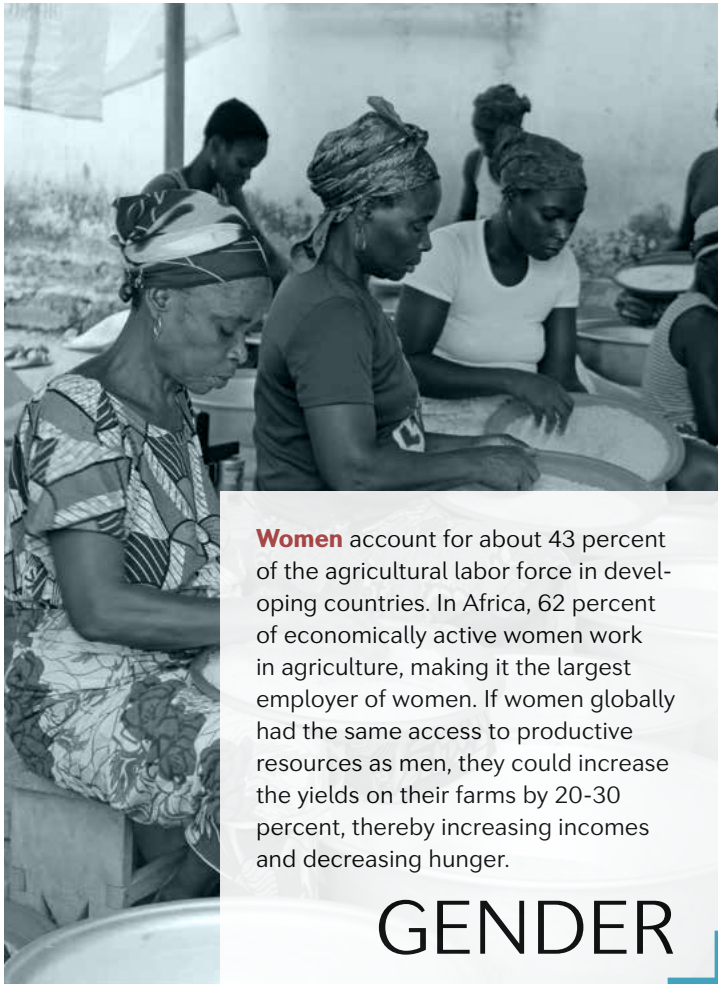 Women account for about 43 percent
of the agricultural labor force in devel-
oping countries. In Africa, 62 percent
of economically active women work
in agriculture, making it the largest
employer of women. If women globally
had the same access to productive
resources as men, they could increase
the yields on their farms by 20-30
percent, thereby increasing incomes
and decreasing hunger.
GENDER